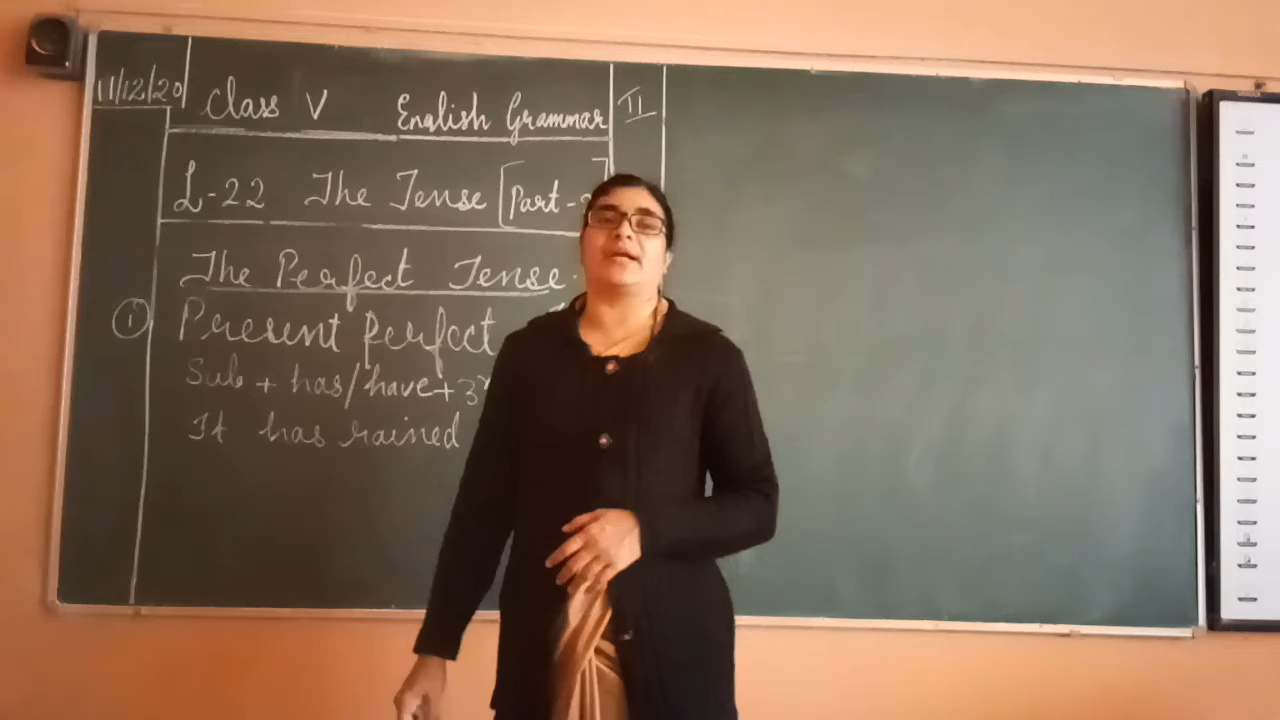 11/12/20 Class V English Grammar II
L-22 The Tense [Part-
The Perfect Tense
① Present Perfect
Sub + has/have + 3
It has rained